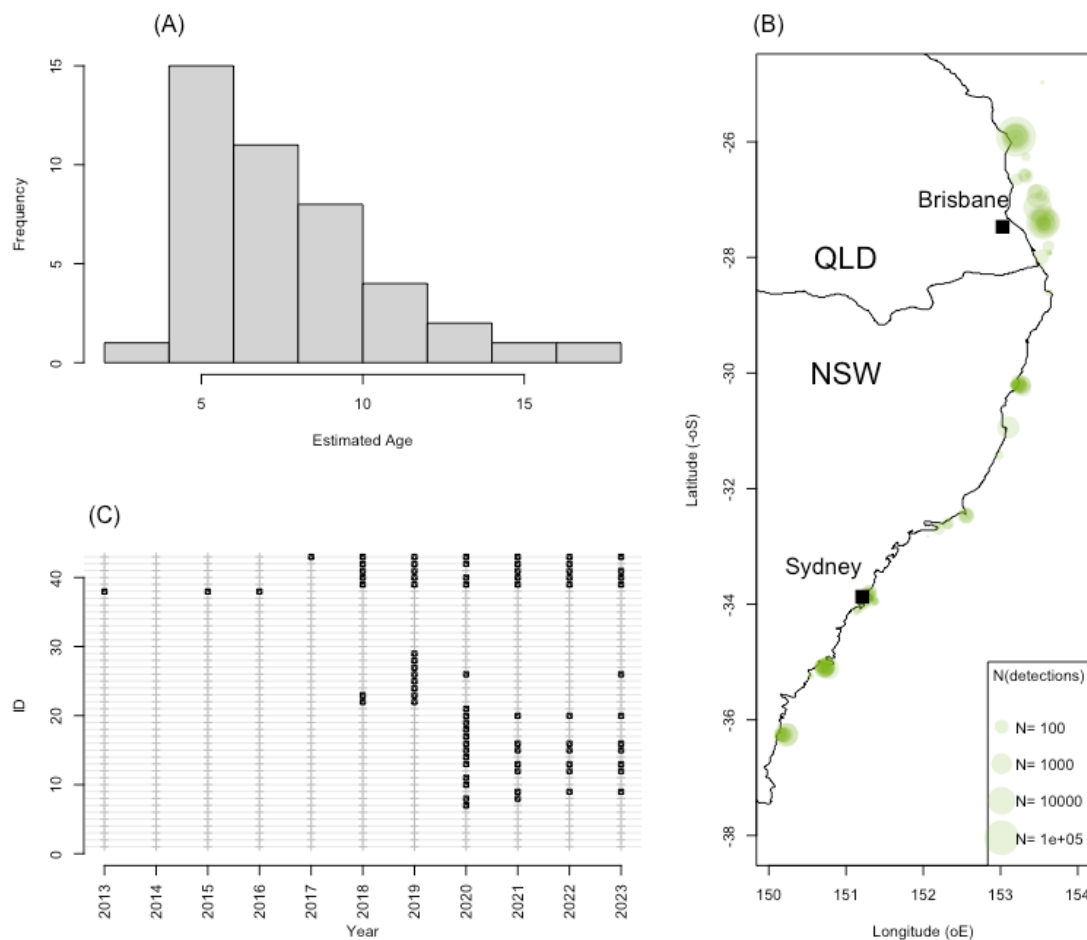 (A)
15
10
5
0
Frequency
5
10
15
Estimated Age
(B)
-26
-28
-30
-32
-34
-36
-38
Latitude (-oS)
Brisbane
QLD
NSW
Sydney
N(detections)
N= 100
N= 1000
N= 10000
N= 1e+05
150
151
152
153
154
Longitude (oE)
(C)
40
30
20
10
0
ID
2013
2014
2015
2016
2017
2018
2019
2020
2021
2022
2023
Year